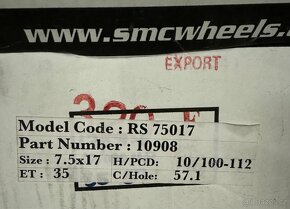 www.smcwheels.
EXPORT
Model Code : RS 75017
Part Number : 10908
Size : 7.5x17 H/PCD: 10/100-112
ET : 35 C/Hole: 57.1